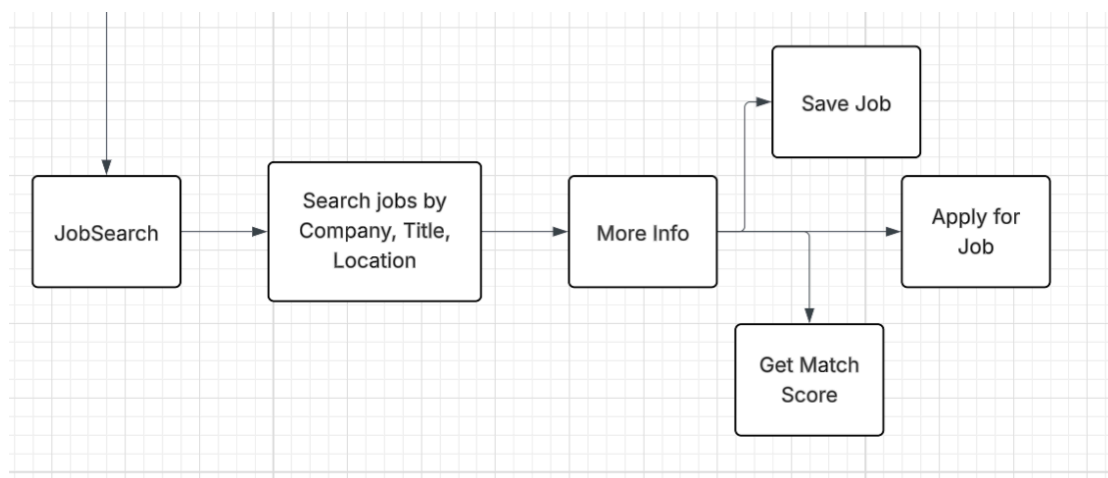 JobSearch
Search jobs by
Company, Title,
Location
More Info
Save Job
Apply for
Job
Get Match
Score